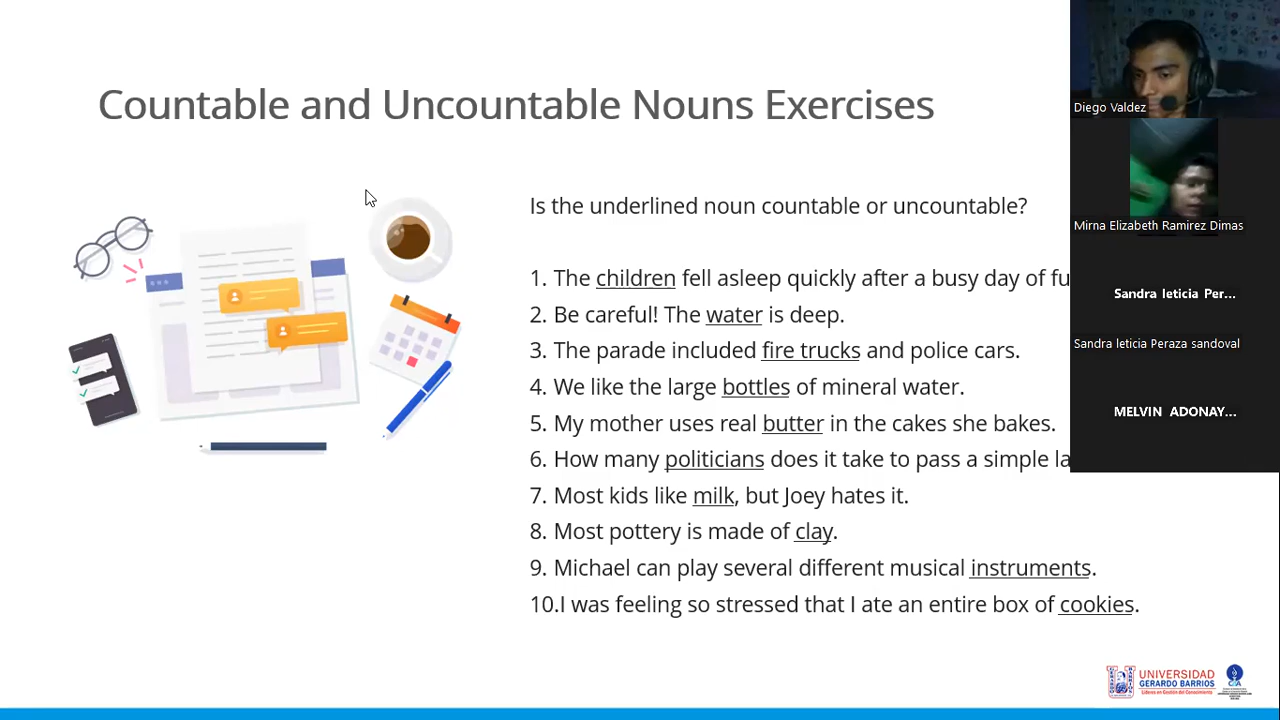 Countable and Uncountable Nouns Exercises
Is the underlined noun countable or uncountable?
1. The children fell asleep quickly after a busy day of fu
2. Be careful! The water is deep.
3. The parade included fire trucks and police cars.
4. We like the large bottles of mineral water.
5. My mother uses real butter in the cakes she bakes.
6. How many politicians does it take to pass a simple la
7. Most kids like milk, but Joey hates it.
8. Most pottery is made of clay.
9. Michael can play several different musical instruments.
10.I was feeling so stressed that I ate an entire box of cookies.
Diego Valdez
Mirna Elizabeth Ramirez Dimas
Sandra leticia Per...
Sandra leticia Peraza sandoval
MELVIN ADONAY...
UNIVERSIDAD
GERARDO BARRIOS
Líderes en Gestión del Conocimiento